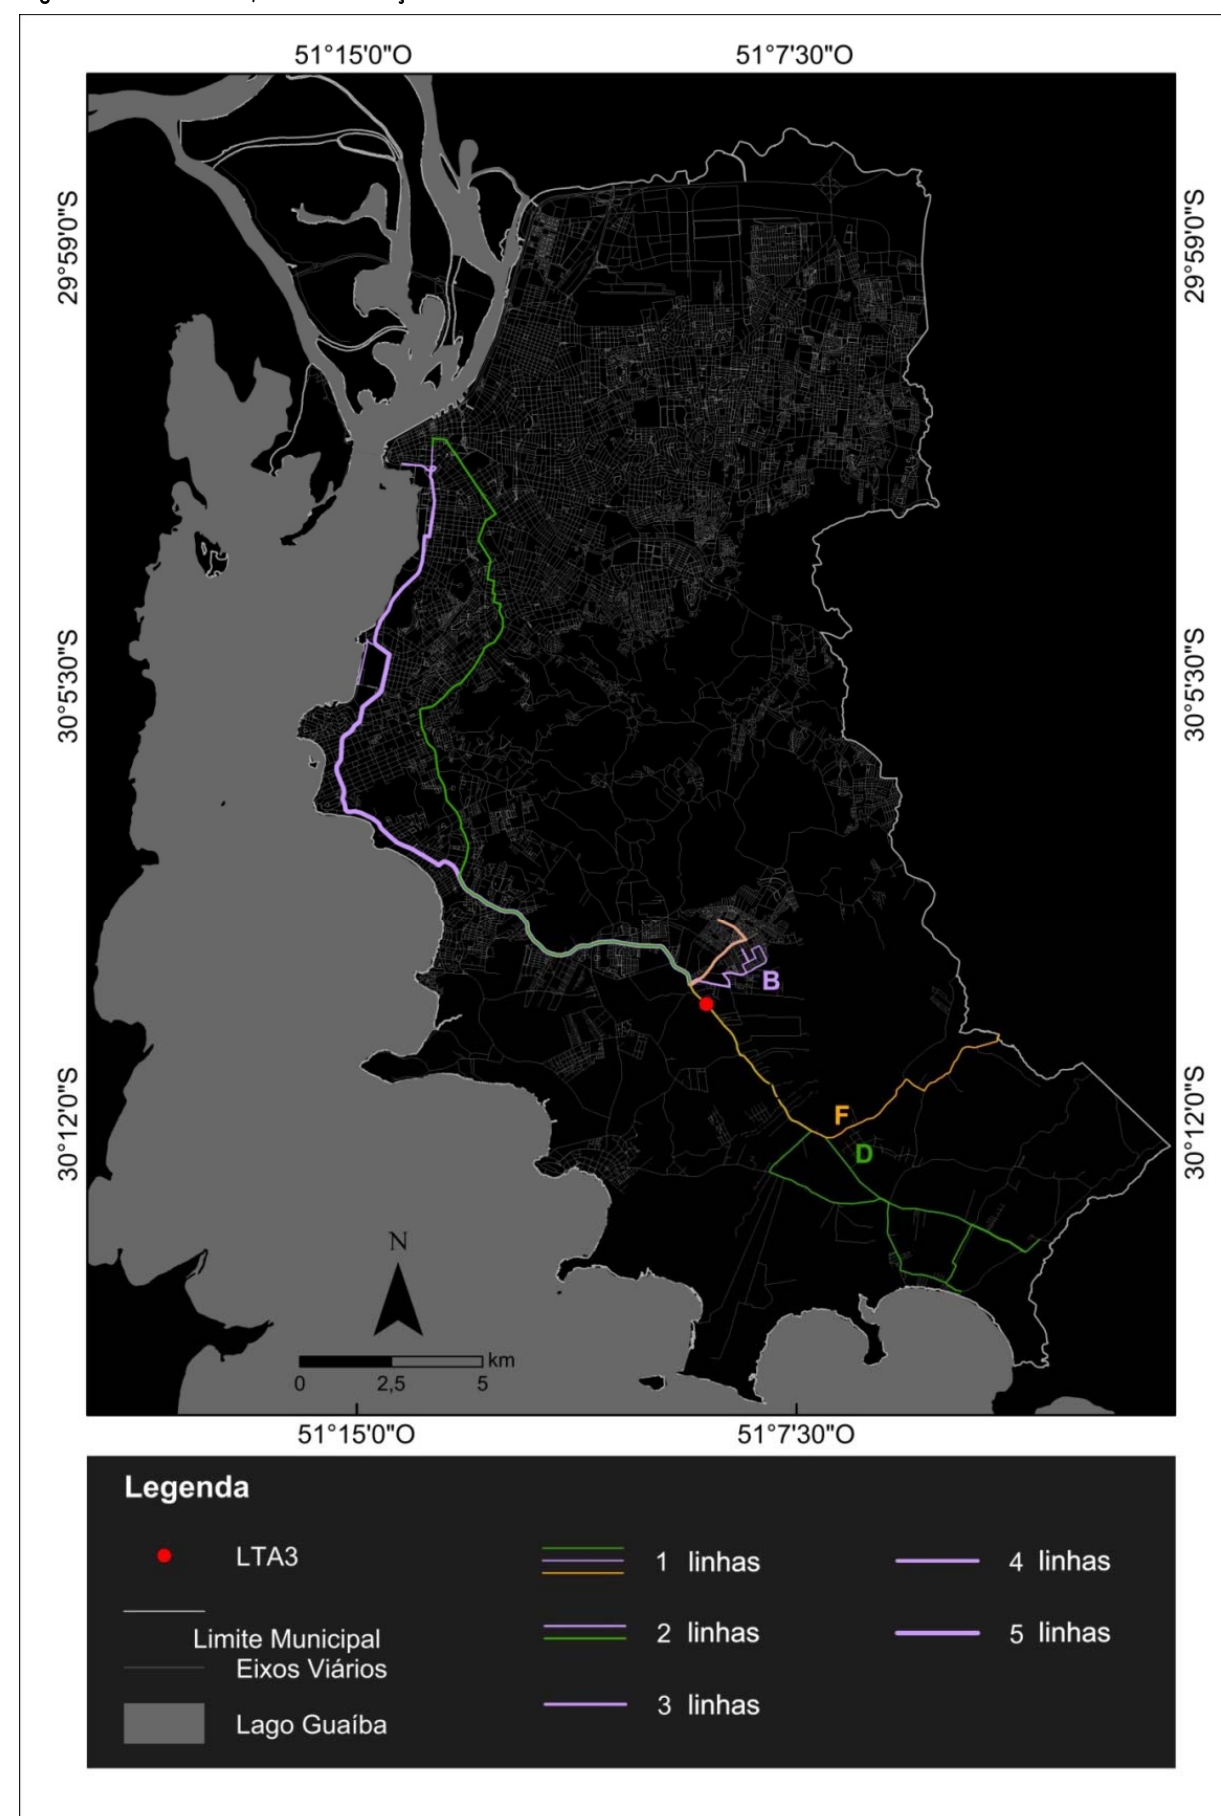 51°15'0"O 51°7'30"O
29°59'0"S 29°59'0"S
30°5'30"S 30°5'30"S
B
30°12'0"S 30°12'0"S
F
D
N
km
0 2,5 5
51°15'0"O 51°7'30"O
Legenda
LTA3 1 linhas 4 linhas
Limite Municipal 2 linhas 5 linhas
Eixos Viários
Lago Guaíba 3 linhas